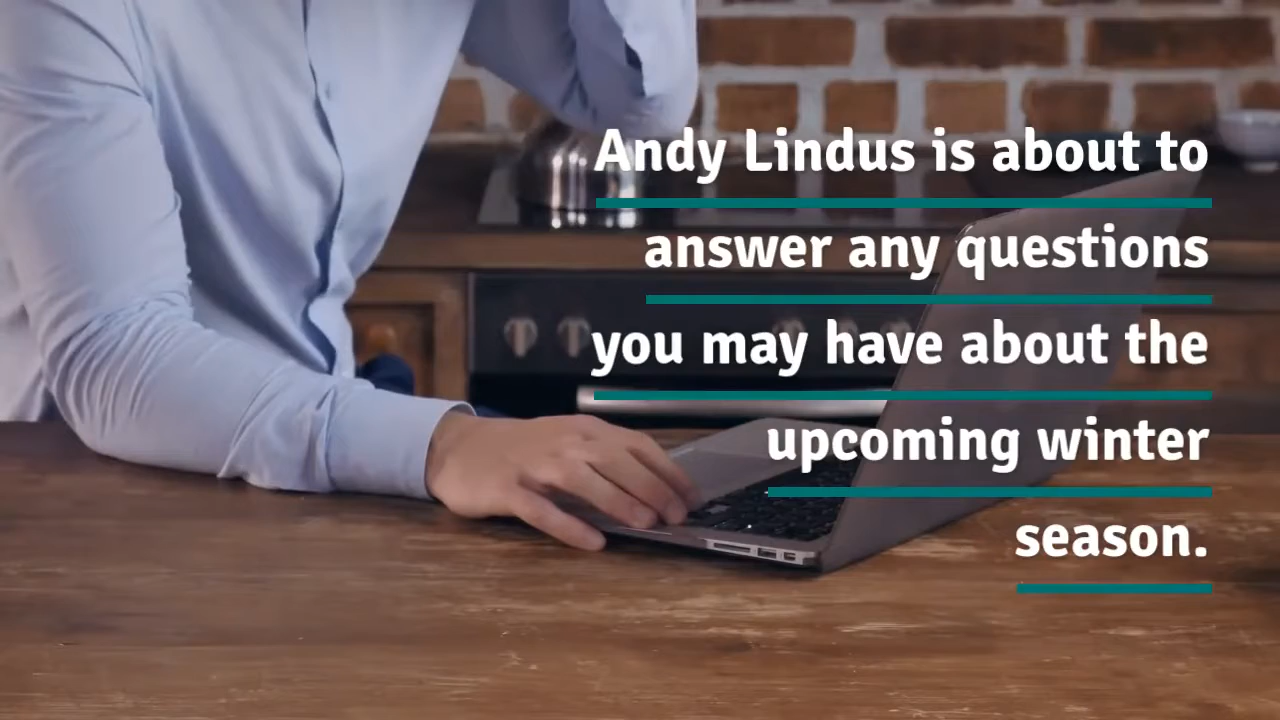 Andy Lindus is about to
answer any questions
you may have about the
upcoming winter
season.